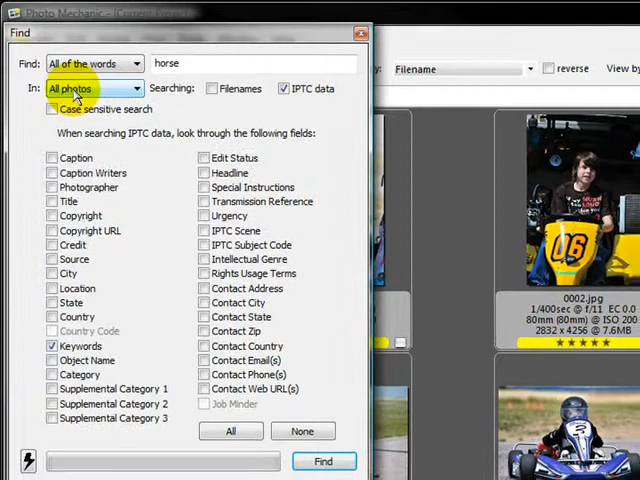 Photo Mechanic - [Current Project]
Find
Find: All of the words horse
In: All photos Searching: Filenames IPTC data
Case sensitive search
When searching IPTC data, look through the following fields:
Caption Edit Status
Caption Writers Headline
Photographer Special Instructions
Title Transmission Reference
Copyright Urgency
Copyright URL IPTC Scene
Credit IPTC Subject Code
Source Intellectual Genre
City Rights Usage Terms
Location Contact Address
State Contact City
Country Contact State
Country Code Contact Zip
Keywords Contact Country
Object Name Contact Email(s)
Category Contact Phone(s)
Supplemental Category 1 Contact Web URL(s)
Supplemental Category 2 Job Minder
Supplemental Category 3
All None
Find
Filename reverse View by
06
0002.jpg
1/400sec @ f/11 EC 0.0
80mm (80mm) @ ISO 200
2832 x 4256 @ 7.6MB